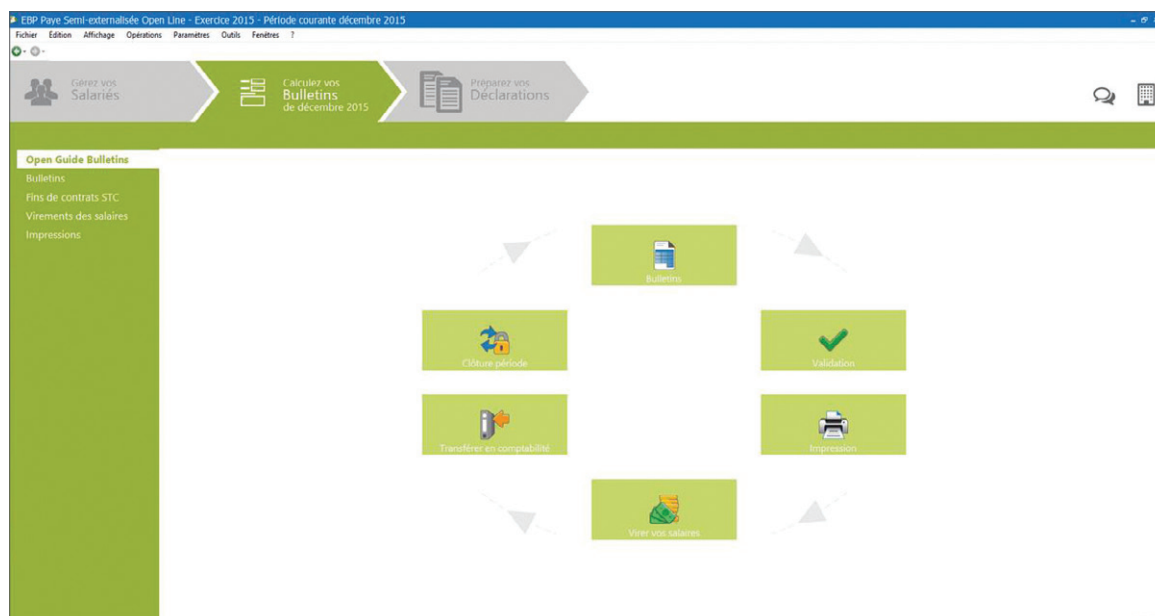 EBP Paye Semi-externalisée Open Line - Exercice 2015 - Période courante décembre 2015
Fichier Édition Affichage Opérations Paramètres Outils Fenêtres ?
Gérez vos
Salariés
Calculez vos
Bulletins
de décembre 2015
Préparez vos
Déclarations
Open Guide Bulletins
Bulletins
Fins de contrats STC
Virements des salaires
Impressions
Bulletins
Clôture période
Validation
Transférer en comptabilité
Impression
Virer vos salaires